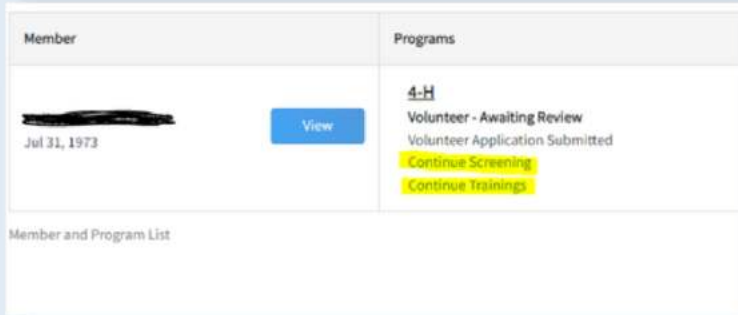 Member
Programs
Jul 31, 1973
View
4-H
Volunteer - Awaiting Review
Volunteer Application Submitted
Continue Screening
Continue Trainings
Member and Program List